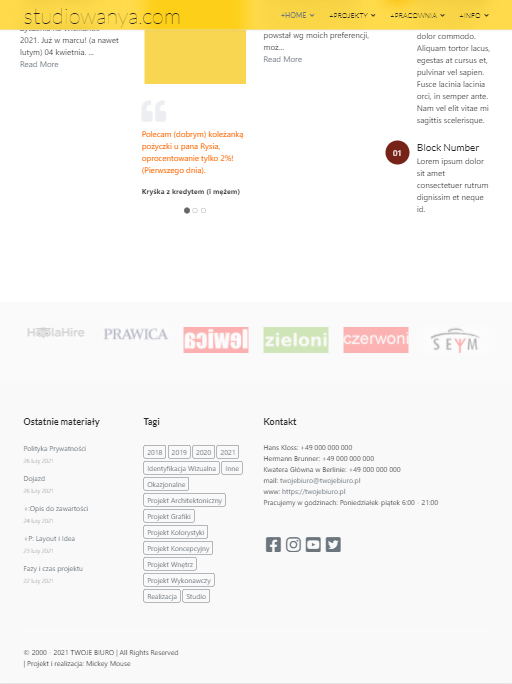 studiowanya.com
+HOME
+PROJEKTY
+PRACOWNIA
+INFO
2021. Już w marcu! (a nawet
lutym) 04 kwietnia. ...
Read More
powstał wg moich preferencji,
moż...
Read More
dolor commodo.
Aliquam tortor lacus,
egestas at cursus et,
pulvinar vel sapien.
Fusce lacinia lacinia
orci, in semper ante.
Nam vel elit vitae mi
sagittis scelerisque.
Polecam (dobrym) koleżanką
pożyczki u pana Rysia,
oprocentowanie tylko 2%!
(Pierwszego dnia).
Kryśka z kredytem (i mężem)
01
Block Number
Lorem ipsum dolor
sit amet
consectetuer rutrum
dignissim et neque
id.
PRAWICA
lewica
zieloni
czerwoni
Ostatnie materiały
Polityka Prywatności
26 luty 2021
Dojazd
26 luty 2021
<:Opis do zawartości
24 luty 2021
+P: Layout i Idea
23 luty 2021
Fazy i czas projektu
22 luty 2021
Tagi
2018
2019
2020
2021
Identyfikacja Wizualna
Inne
Okazjonalne
Projekt Architektoniczny
Projekt Grafiki
Projekt Kolorystyki
Projekt Koncepcyjny
Projekt Wnętrz
Projekt Wykonawczy
Realizacja
Studio
Kontakt
Hans Kloss: +49 000 000 000
Hermann Brunner: +49 000 000 000
Kwatera Główna w Berlinie: +49 000 000 000
mail: twojebiuro@twojebiuro.pl
www: https://twojebiuro.pl
Pracujemy w godzinach: Poniedziałek-piątek 6:00 - 21:00
© 2000 - 2021 TWOJE BIURO | All Rights Reserved
| Projekt i realizacja: Mickey Mouse